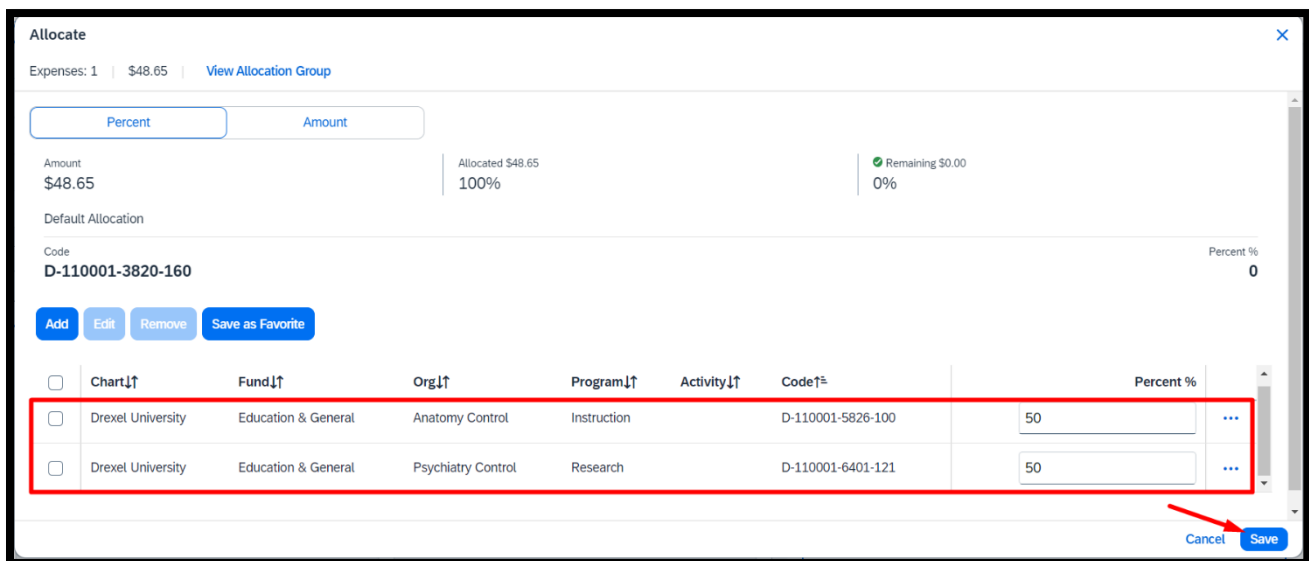 Allocate
Expenses: 1 | $48.65 | View Allocation Group
Percent Amount
Amount Allocated $48.65 Remaining $0.00
$48.65 100% 0%
Default Allocation
Code Percent %
D-110001-3820-160 0
Add Edit Remove Save as Favorite
Chart Fund Org Program Activity Code Percent %
Drexel University Education & General Anatomy Control Instruction D-110001-5826-100 50
Drexel University Education & General Psychiatry Control Research D-110001-6401-121 50
Cancel Save